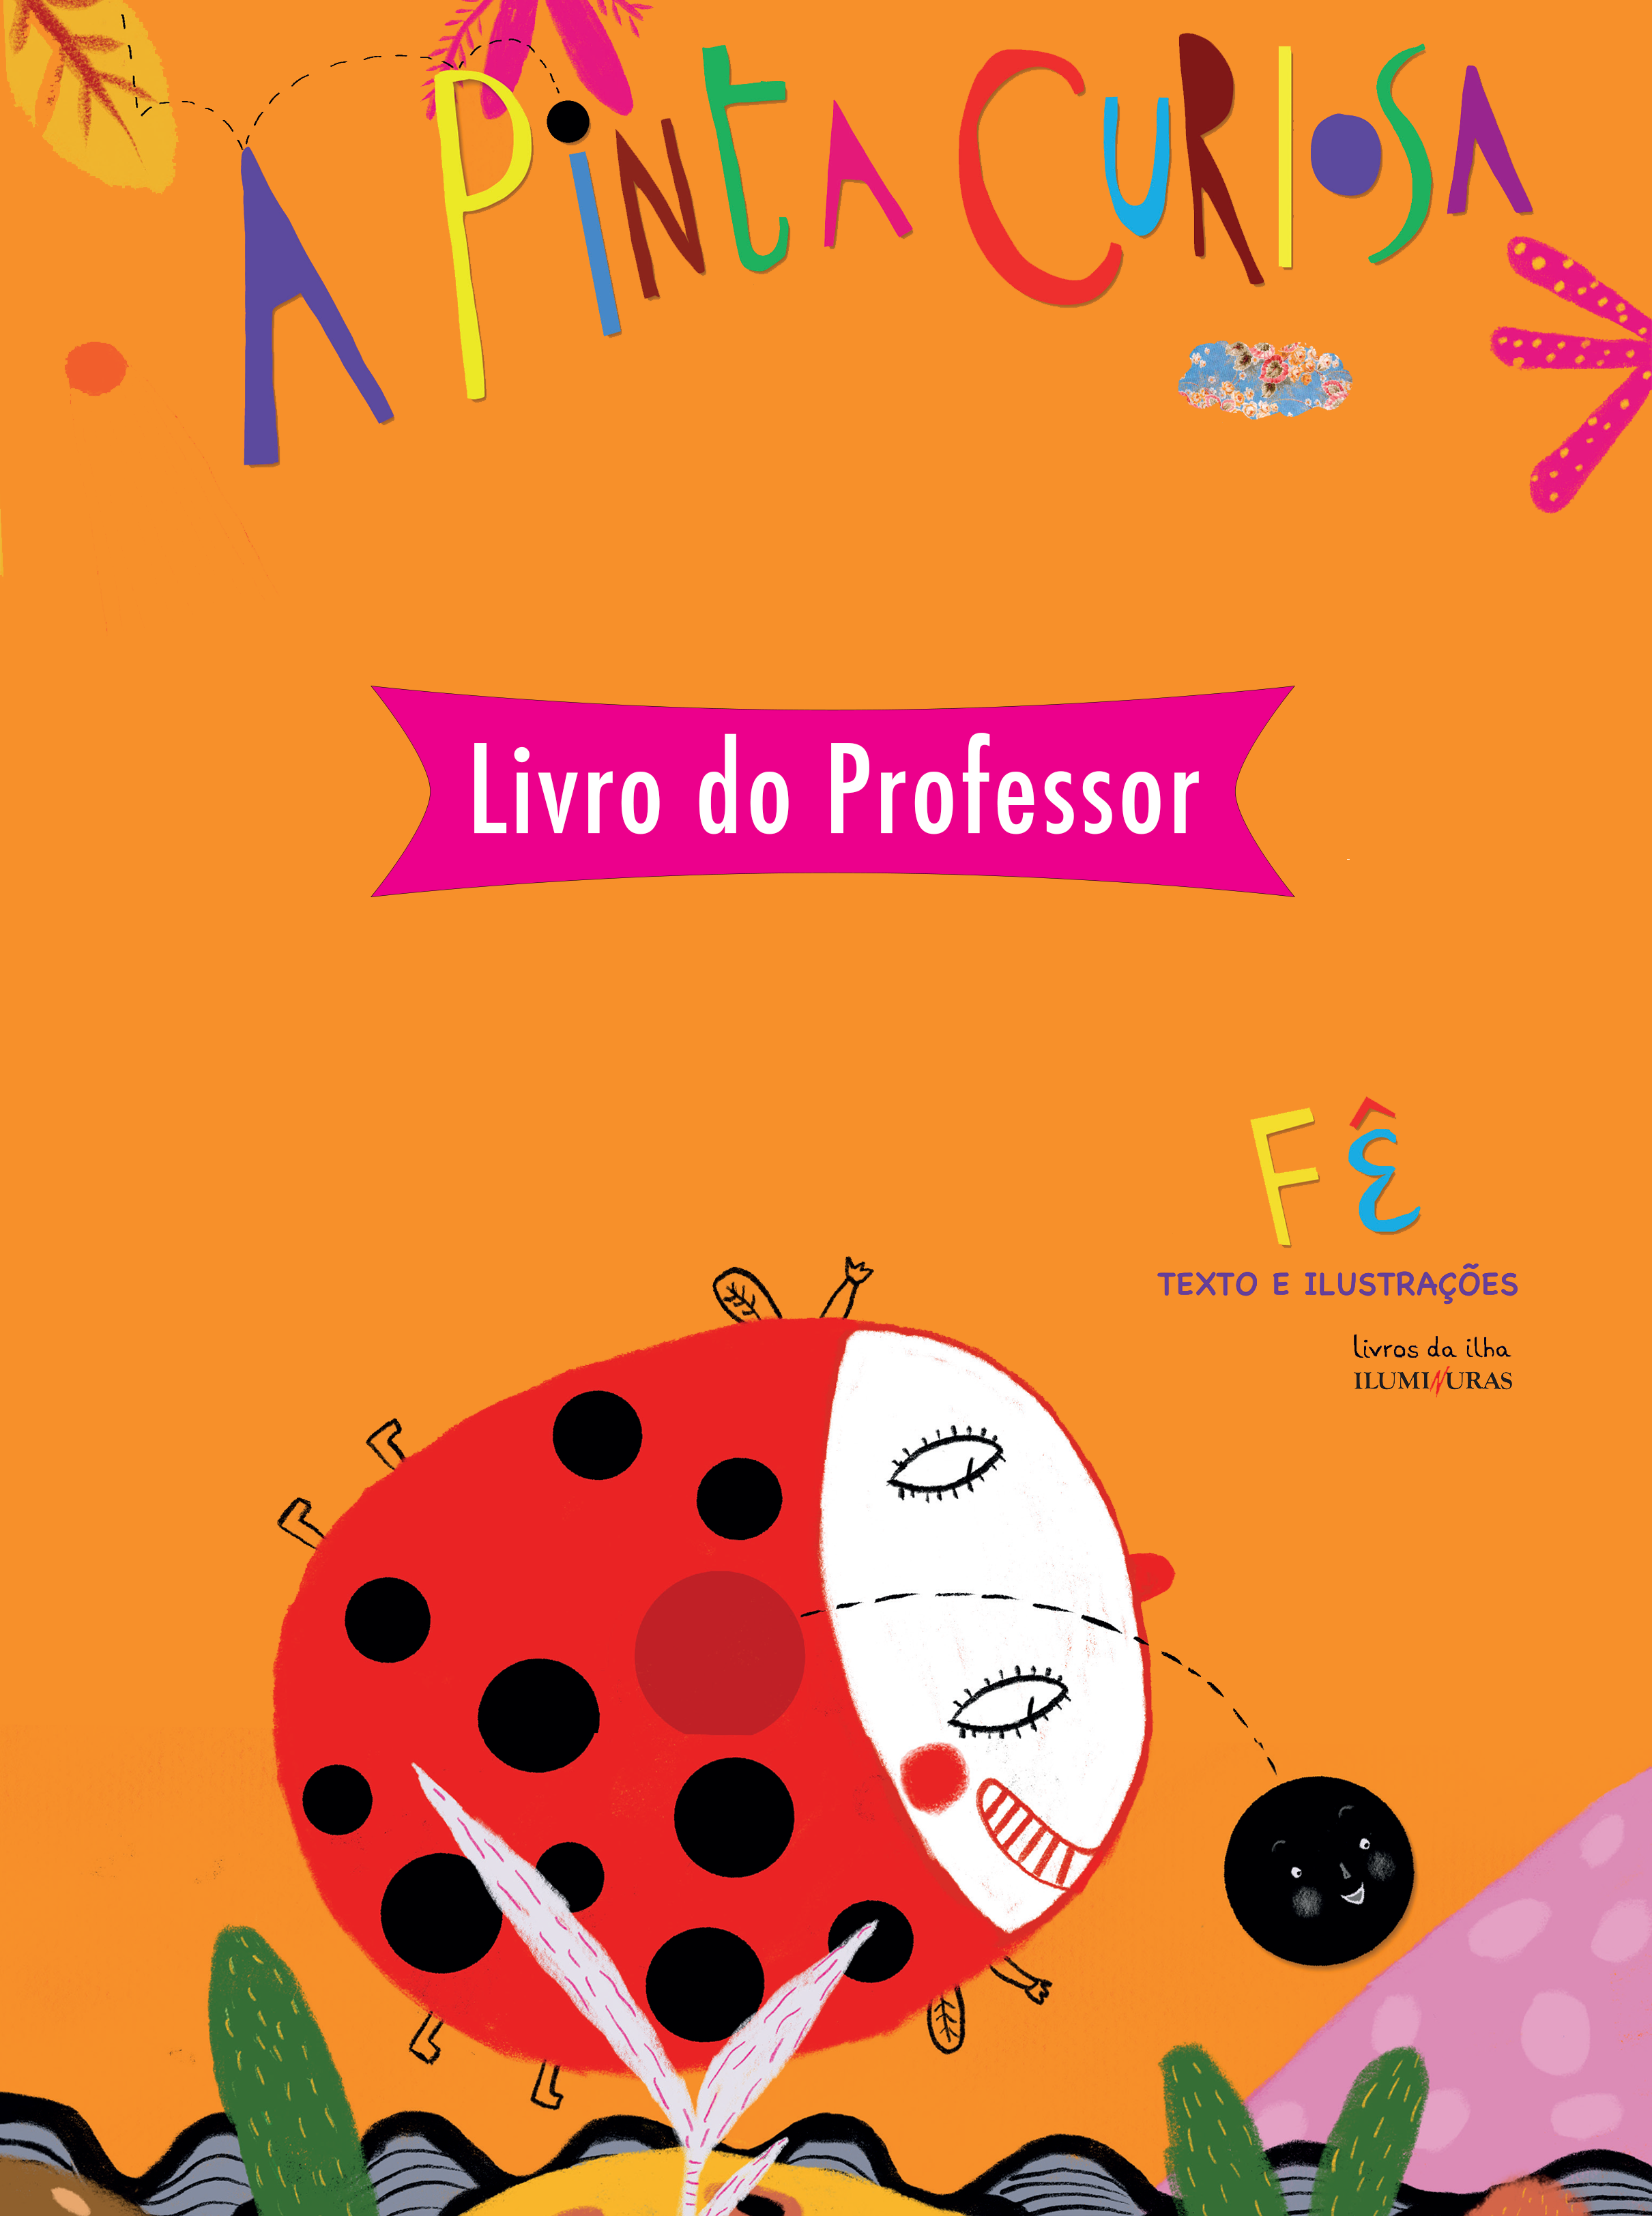 A PiNtA CuRIOSA
Livro do Professor
FÊ
TEXTO E ILUSTRAÇÕES
livros da ilha
ILUMINURAS